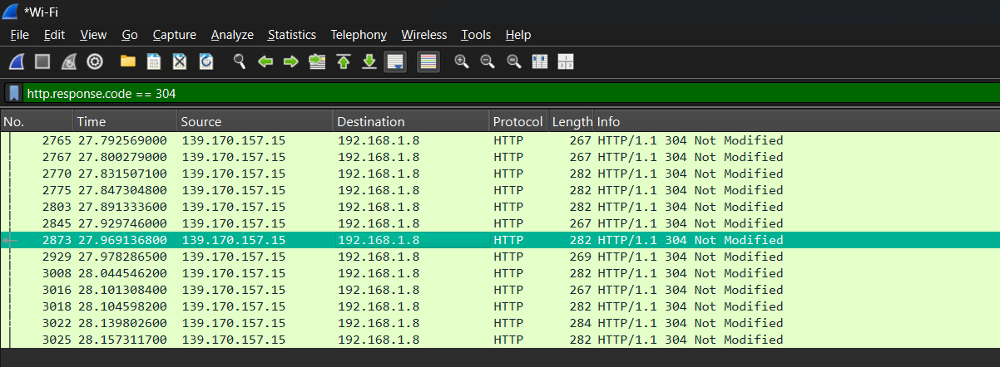 *Wi-Fi
File Edit View Go Capture Analyze Statistics Telephony Wireless Tools Help
http.response.code == 304
No. Time Source Destination Protocol Length Info
2765 27.792569000 139.170.157.15 192.168.1.8 HTTP 267 HTTP/1.1 304 Not Modified
2767 27.800279000 139.170.157.15 192.168.1.8 HTTP 267 HTTP/1.1 304 Not Modified
2770 27.831507100 139.170.157.15 192.168.1.8 HTTP 282 HTTP/1.1 304 Not Modified
2775 27.847304800 139.170.157.15 192.168.1.8 HTTP 282 HTTP/1.1 304 Not Modified
2803 27.891333600 139.170.157.15 192.168.1.8 HTTP 282 HTTP/1.1 304 Not Modified
2845 27.929746000 139.170.157.15 192.168.1.8 HTTP 267 HTTP/1.1 304 Not Modified
2873 27.969136800 139.170.157.15 192.168.1.8 HTTP 282 HTTP/1.1 304 Not Modified
2929 27.978286500 139.170.157.15 192.168.1.8 HTTP 269 HTTP/1.1 304 Not Modified
3008 28.044546200 139.170.157.15 192.168.1.8 HTTP 282 HTTP/1.1 304 Not Modified
3016 28.101308400 139.170.157.15 192.168.1.8 HTTP 267 HTTP/1.1 304 Not Modified
3018 28.104598200 139.170.157.15 192.168.1.8 HTTP 282 HTTP/1.1 304 Not Modified
3022 28.139802600 139.170.157.15 192.168.1.8 HTTP 284 HTTP/1.1 304 Not Modified
3025 28.157311700 139.170.157.15 192.168.1.8 HTTP 282 HTTP/1.1 304 Not Modified